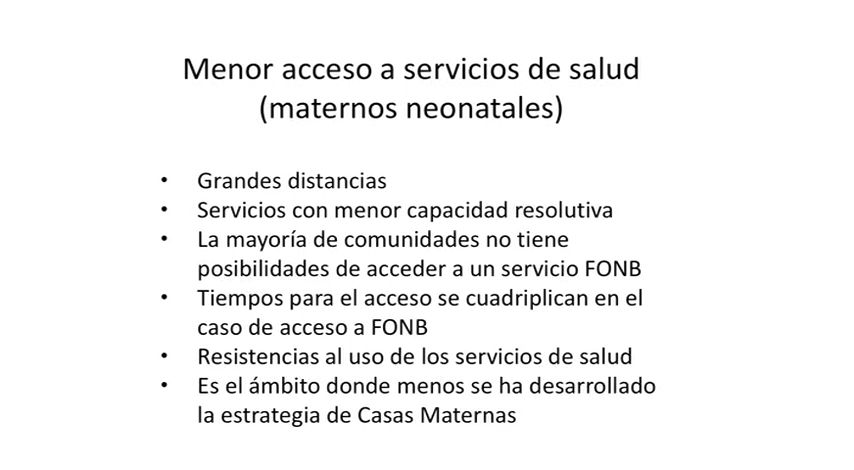 Menor acceso a servicios de salud
(maternos neonatales)
• Grandes distancias
• Servicios con menor capacidad resolutiva
• La mayoría de comunidades no tiene
posibilidades de acceder a un servicio FONB
• Tiempos para el acceso se cuadriplican en el
caso de acceso a FONB
• Resistencias al uso de los servicios de salud
• Es el ámbito donde menos se ha desarrollado
la estrategia de Casas Maternas